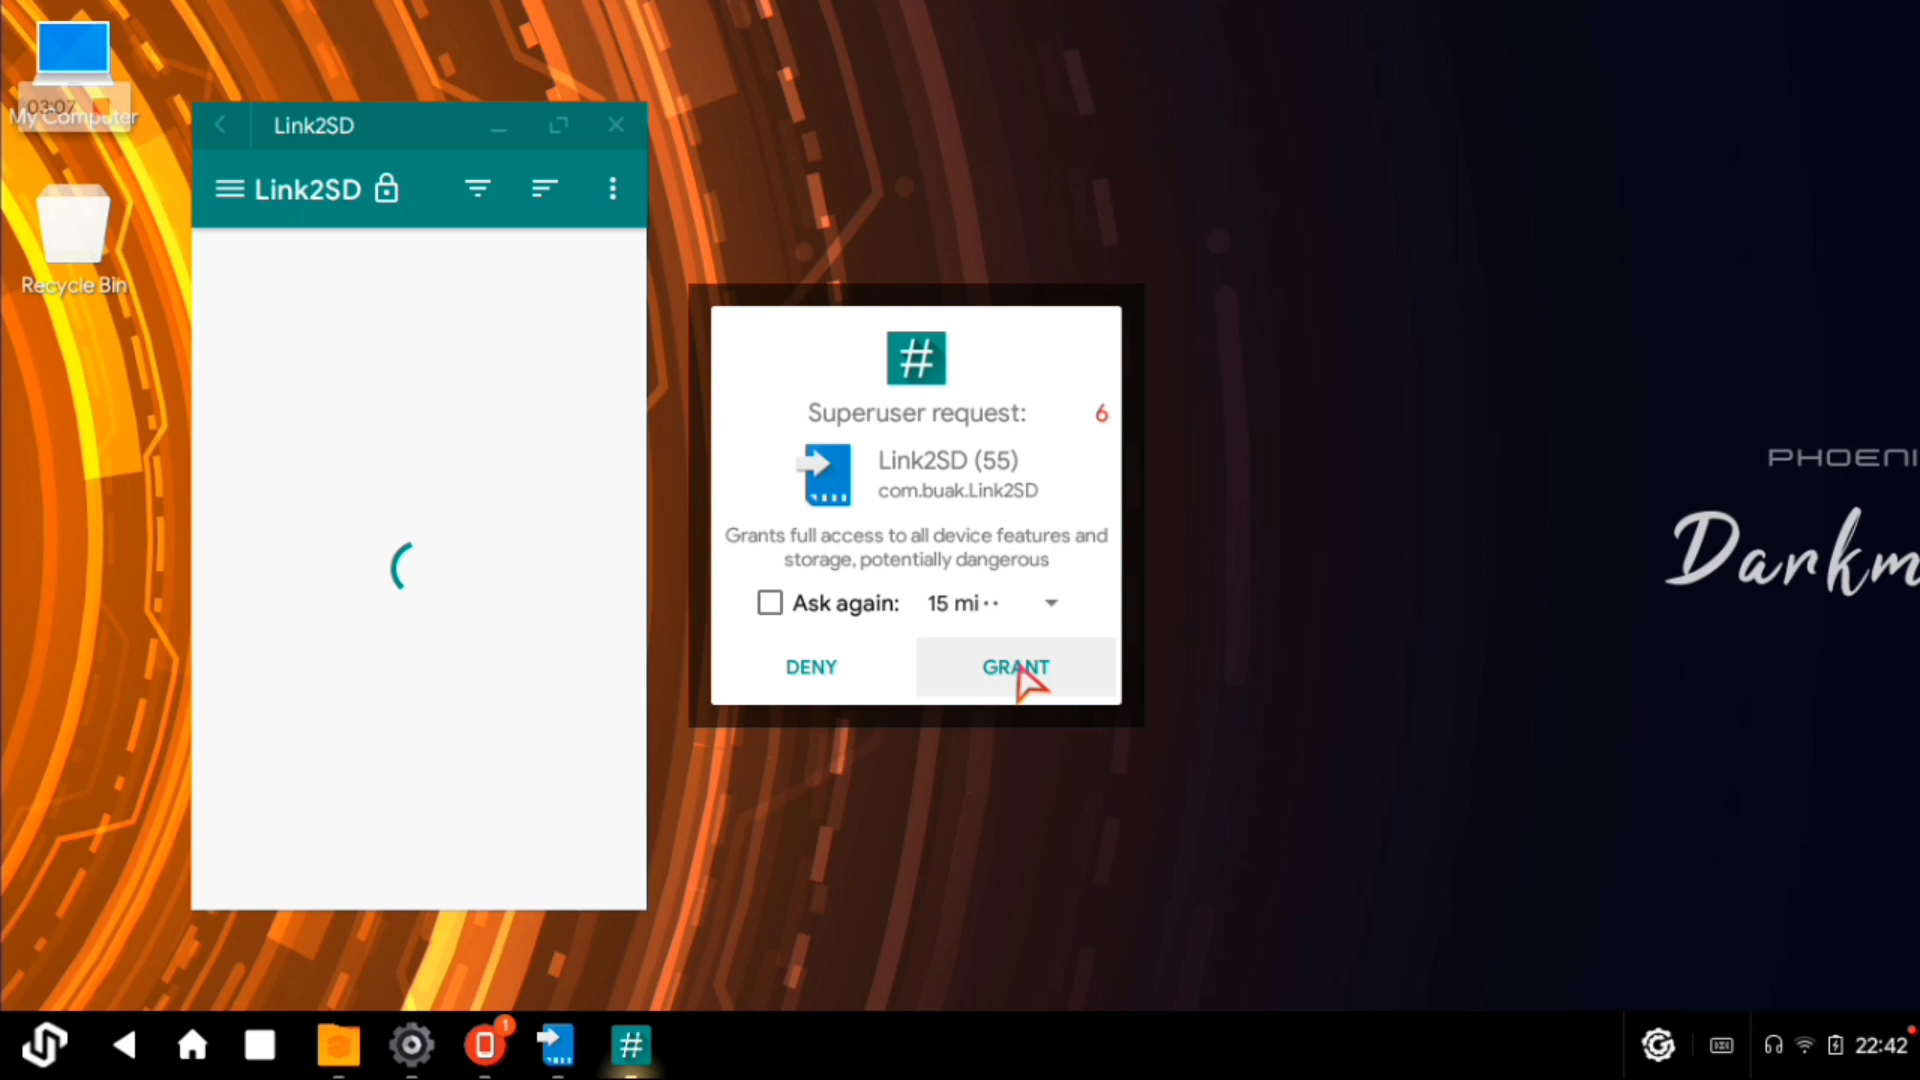 03:07
My Computer
Recycle Bin
Link2SD
Link2SD
#
Superuser request:
6
Link2SD (55)
com.buak.Link2SD
Grants full access to all device features and
storage, potentially dangerous
Ask again:
15 mi··
DENY
GRANT
PHOENI
Darkm
1
#
22:42